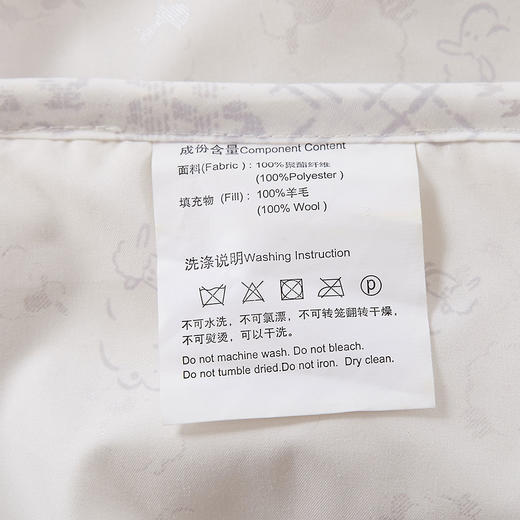 成份含量Component Content
面料(Fabric) : 100%聚酯纤维
(100%Polyester )
填充物 (Fill) : 100%羊毛
(100% Wool )
洗涤说明Washing Instruction
P
不可水洗，不可氯漂，不可转笼翻转干燥，
不可熨烫，可以干洗。
Do not machine wash. Do not bleach.
Do not tumble dried.Do not iron. Dry clean.